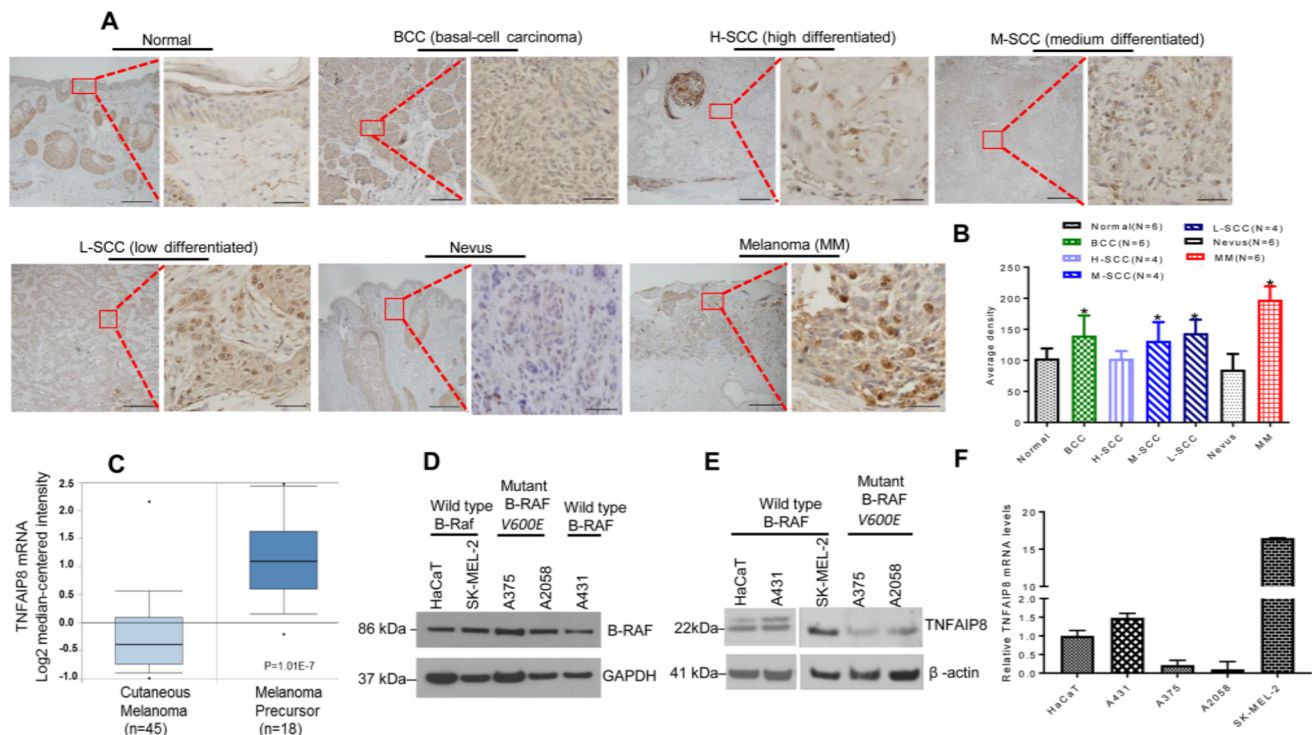 A
Normal
BCC (basal-cell carcinoma)
H-SCC (high differentiated)
M-SCC (medium differentiated)
L-SCC (low differentiated)
Nevus
Melanoma (MM)
B
Normal(N=6)
BCC(N=6)
H-SCC(N=4)
M-SCC(N=4)
L-SCC(N=4)
Nevus(N=6)
MM(N=6)
Average density
250
200
150
100
50
0
* * * * *
Normal
BCC
H-SCC
M-SCC
L-SCC
Nevus
MM
C
TNFAIP8 mRNA
Log2 median-centered intensity
2.5
2.0
1.5
1.0
0.5
0.0
-0.5
-1.0
P=1.01E-7
Cutaneous
Melanoma
(n=45)
Melanoma
Precursor
(n=18)
D
Wild type
B-Raf
Mutant
B-RAF
V600E
Wild type
B-RAF
HaCaT
SK-MEL-2
A375
A2058
A431
86 kDa
B-RAF
37 kDa
GAPDH
E
Wild type
B-RAF
Mutant
B-RAF
V600E
HaCaT
A431
SK-MEL-2
A375
A2058
22kDa
TNFAIP8
41 kDa
β -actin
F
Relative TNFAIP8 mRNA levels
20
15
10
1.5
1.0
0.5
0.0
HaCaT
A431
A375
A2058
SK-MEL-2